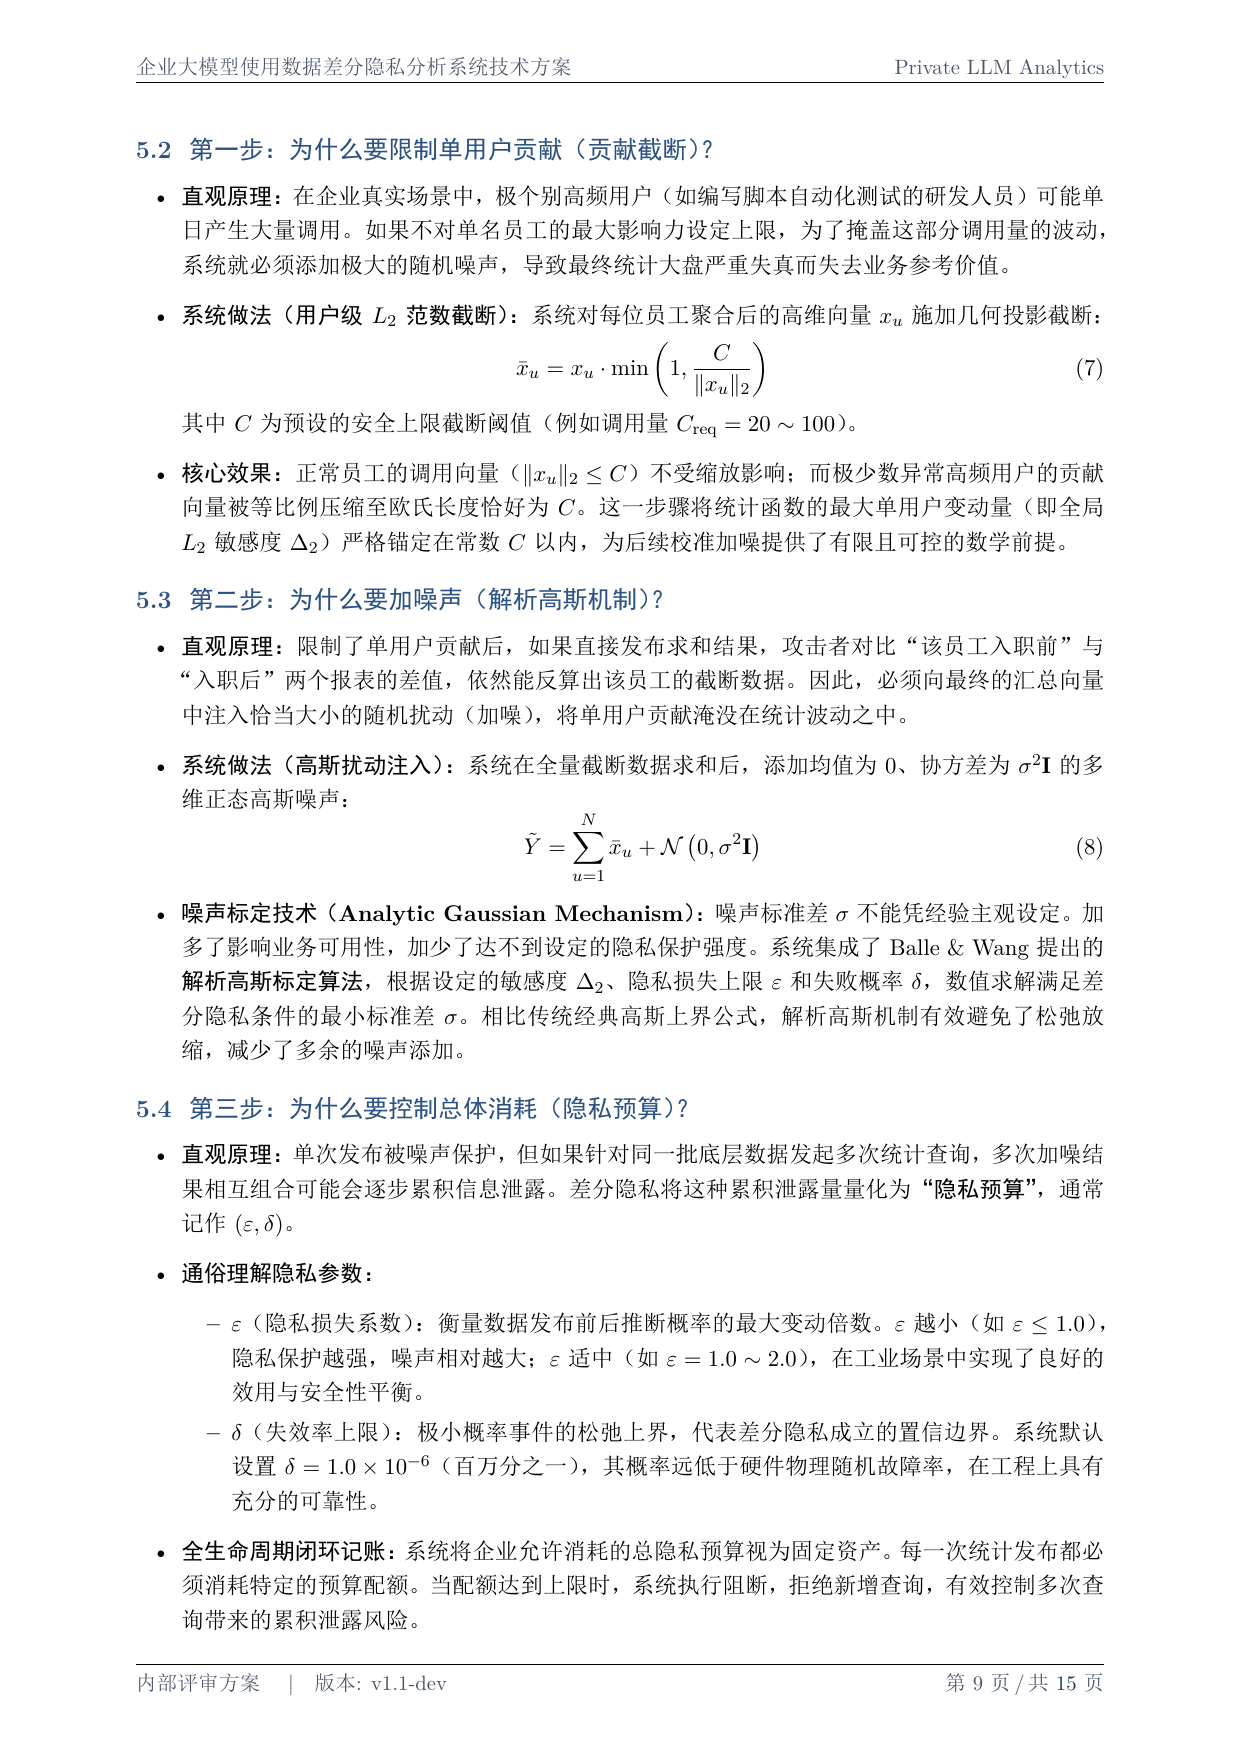 企业大模型使用数据差分隐私分析系统技术方案 Private LLM Analytics
5.2 第一步：为什么要限制单用户贡献（贡献截断）？
• 直观原理：在企业真实场景中，极个别高频用户（如编写脚本自动化测试的研发人员）可能单
日产生大量调用。如果不对单名员工的最大影响力设定上限，为了掩盖这部分调用量的波动，
系统就必须添加极大的随机噪声，导致最终统计大盘严重失真而失去业务参考价值。
• 系统做法（用户级 L₂ 范数截断）：系统对每位员工聚合后的高维向量 xᵤ 施加几何投影截断：
x̄ᵤ = xᵤ · min (1, C / ‖xᵤ‖₂) (7)
其中 C 为预设的安全上限截断阈值（例如调用量 C_req = 20 ∼ 100）。
• 核心效果：正常员工的调用向量（‖xᵤ‖₂ ≤ C）不受缩放影响；而极少数异常高频用户的贡献
向量被等比例压缩至欧氏长度恰好为 C。这一步骤将统计函数的最大单用户变动量（即全局
L₂ 敏感度 Δ₂）严格锚定在常数 C 以内，为后续校准加噪提供了有限且可控的数学前提。
5.3 第二步：为什么要加噪声（解析高斯机制）？
• 直观原理：限制了单用户贡献后，如果直接发布求和结果，攻击者对比“该员工入职前”与
“入职后”两个报表的差值，依然能反算出该员工的截断数据。因此，必须向最终的汇总向量
中注入恰当大小的随机扰动（加噪），将单用户贡献淹没在统计波动之中。
• 系统做法（高斯扰动注入）：系统在全量截断数据求和后，添加均值为 0、协方差为 σ²I 的多
维正态高斯噪声：
Ỹ = ∑_{u=1}^{N} x̄ᵤ + 𝒩 (0, σ²I) (8)
• 噪声标定技术（Analytic Gaussian Mechanism）：噪声标准差 σ 不能凭经验主观设定。加
多了影响业务可用性，加少了达不到设定的隐私保护强度。系统集成了 Balle & Wang 提出的
解析高斯标定算法，根据设定的敏感度 Δ₂、隐私损失上限 ε 和失败概率 δ，数值求解满足差
分隐私条件的最小标准差 σ。相比传统经典高斯上界公式，解析高斯机制有效避免了松弛放
缩，减少了多余的噪声添加。
5.4 第三步：为什么要控制总体消耗（隐私预算）？
• 直观原理：单次发布被噪声保护，但如果针对同一批底层数据发起多次统计查询，多次加噪结
果相互组合可能会逐步累积信息泄露。差分隐私将这种累积泄露量量化为“隐私预算”，通常
记作 (ε, δ)。
• 通俗理解隐私参数：
– ε（隐私损失系数）：衡量数据发布前后推断概率的最大变动倍数。ε 越小（如 ε ≤ 1.0），
隐私保护越强，噪声相对越大；ε 适中（如 ε = 1.0 ∼ 2.0），在工业场景中实现了良好的
效用与安全性平衡。
– δ（失效率上限）：极小概率事件的松弛上界，代表差分隐私成立的置信边界。系统默认
设置 δ = 1.0 × 10⁻⁶（百万分之一），其概率远低于硬件物理随机故障率，在工程上具有
充分的可靠性。
• 全生命周期闭环记账：系统将企业允许消耗的总隐私预算视为固定资产。每一次统计发布都必
须消耗特定的预算配额。当配额达到上限时，系统执行阻断，拒绝新增查询，有效控制多次查
询带来的累积泄露风险。
内部评审方案 | 版本: v1.1-dev 第 9 页 / 共 15 页